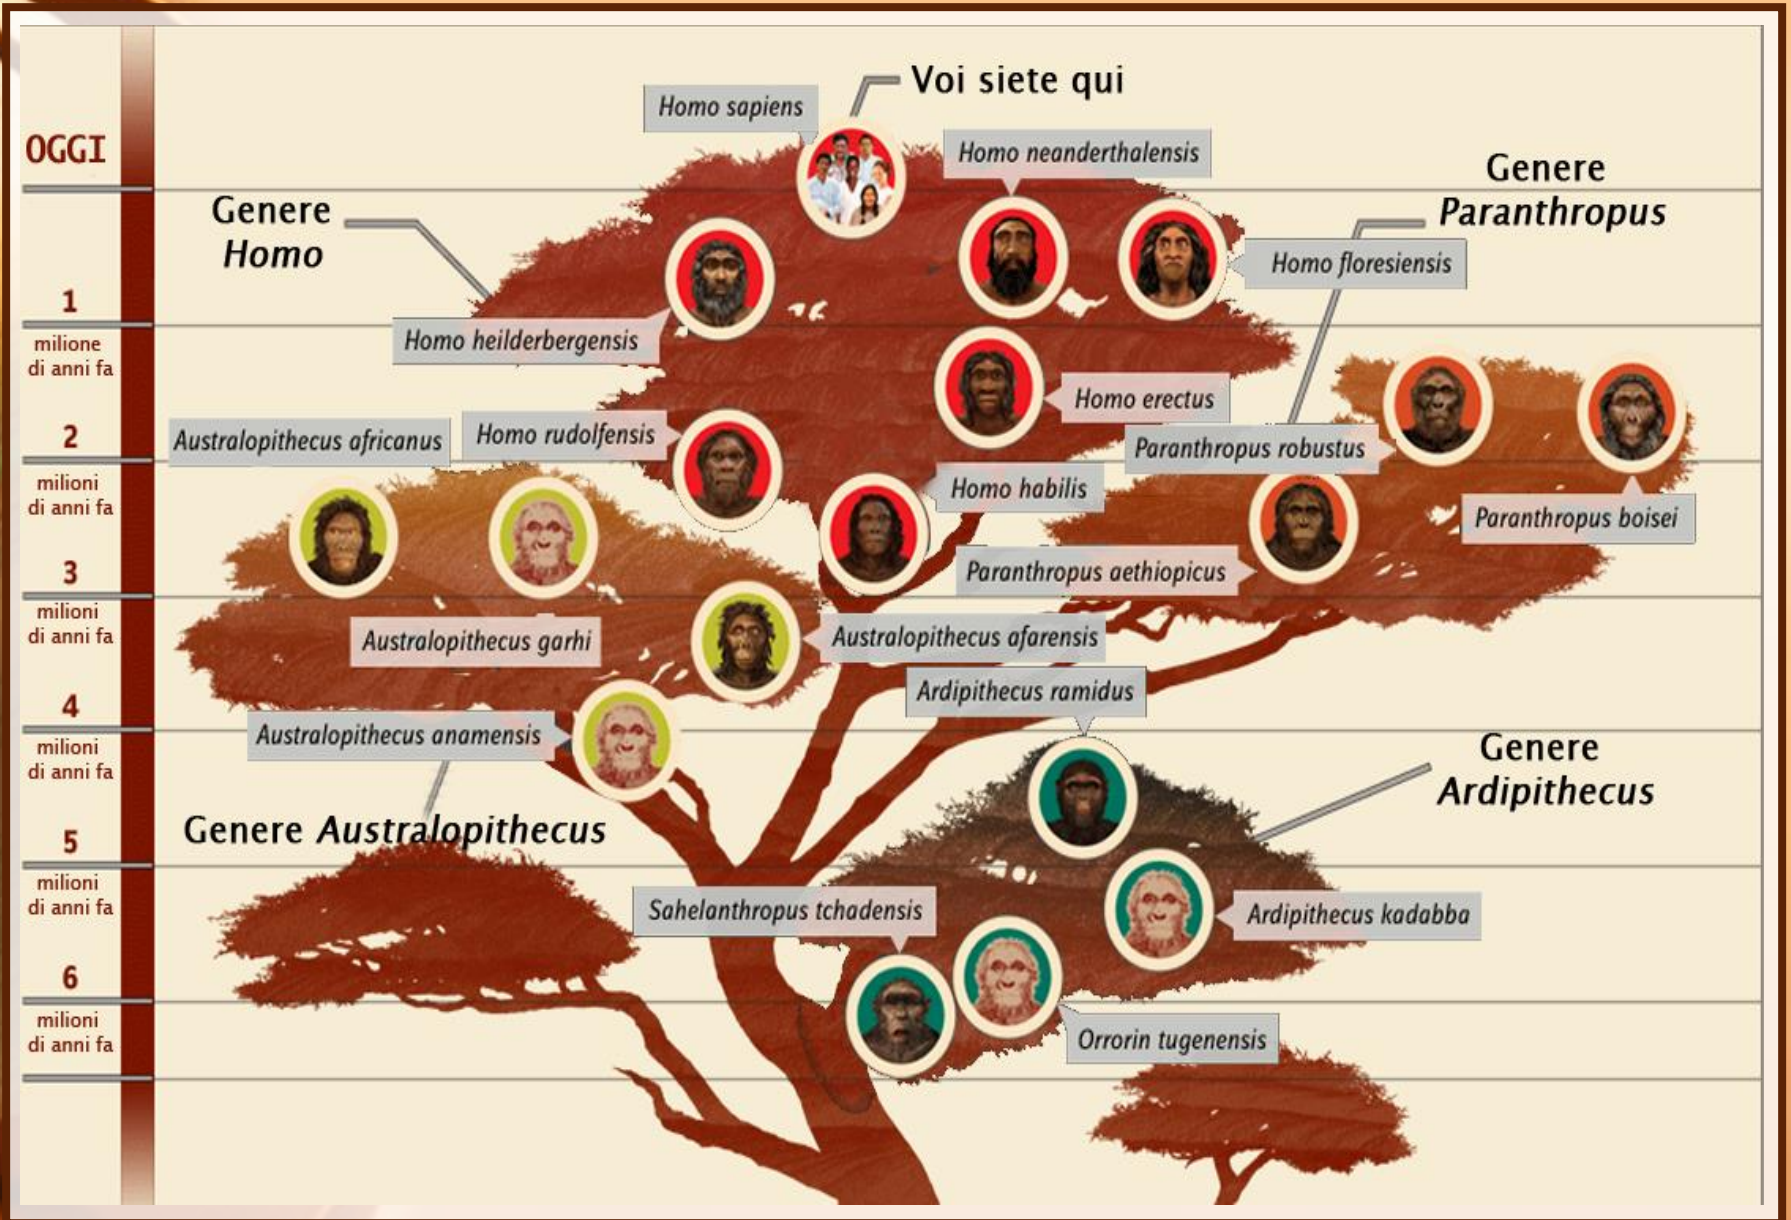 Voi siete qui
Homo sapiens
OGGI
Homo neanderthalensis
Genere
Paranthropus
Genere
Homo
Homo floresiensis
1
milione
di anni fa
Homo heilderbergensis
Homo erectus
2
milioni
di anni fa
Australopithecus africanus
Homo rudolfensis
Paranthropus robustus
Homo habilis
Paranthropus boisei
3
milioni
di anni fa
Paranthropus aethiopicus
Australopithecus garhi
Australopithecus afarensis
Ardipithecus ramidus
4
milioni
di anni fa
Australopithecus anamensis
Genere
Ardipithecus
Genere Australopithecus
5
milioni
di anni fa
Sahelanthropus tchadensis
Ardipithecus kadabba
6
milioni
di anni fa
Orrorin tugenensis